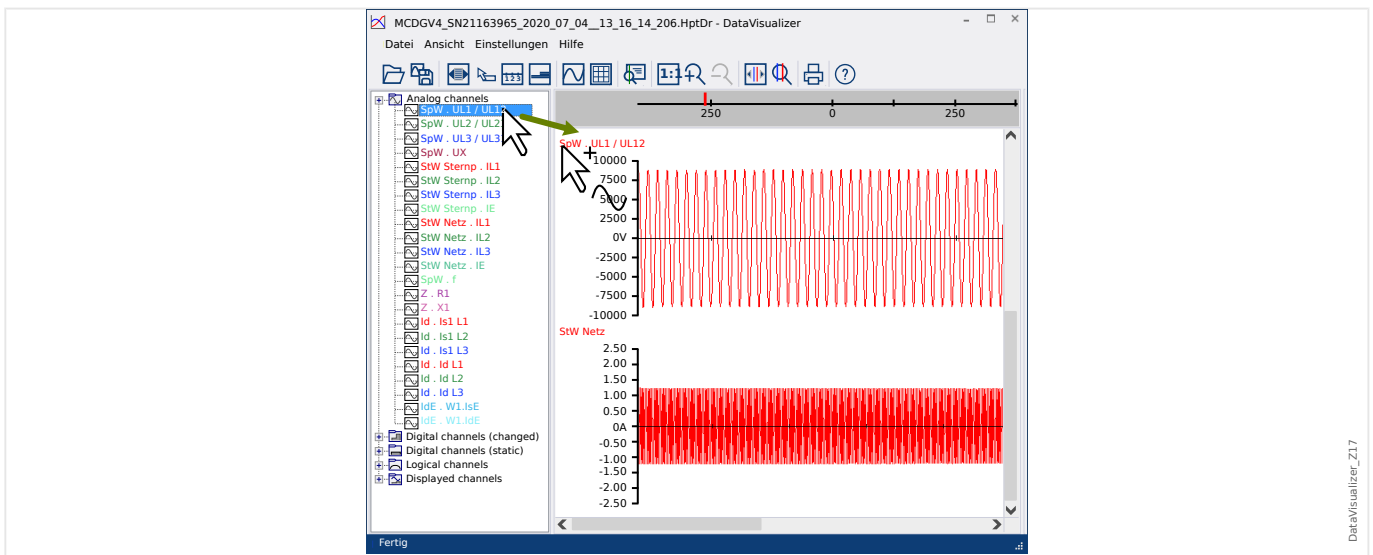 MCDGV4_SN21163965_2020_07_04__13_16_14_206.HptDr - DataVisualizer
Datei Ansicht Einstellungen Hilfe
1 2 3
1:1
?
Analog channels
SpW . UL1 / UL12
SpW . UL2 / UL2
SpW . UL3 / UL3
SpW . UX
StW Sternp . IL1
StW Sternp . IL2
StW Sternp . IL3
StW Sternp . IE
StW Netz . IL1
StW Netz . IL2
StW Netz . IL3
StW Netz . IE
SpW . f
Z . R1
Z . X1
Id . Is1 L1
Id . Is1 L2
Id . Is1 L3
Id . Id L1
Id . Id L2
Id . Id L3
IdE . W1.IsE
IdE . W1.IdE
Digital channels (changed)
Digital channels (static)
Logical channels
Displayed channels
250 0 250
SpW . UL1 / UL12
10000
7500
5000
2500
0V
-2500
-5000
-7500
-10000
StW Netz
2.50
2.00
1.50
1.00
0.50
0A
-0.50
-1.00
-1.50
-2.00
-2.50
Fertig
DataVisualizer_Z17